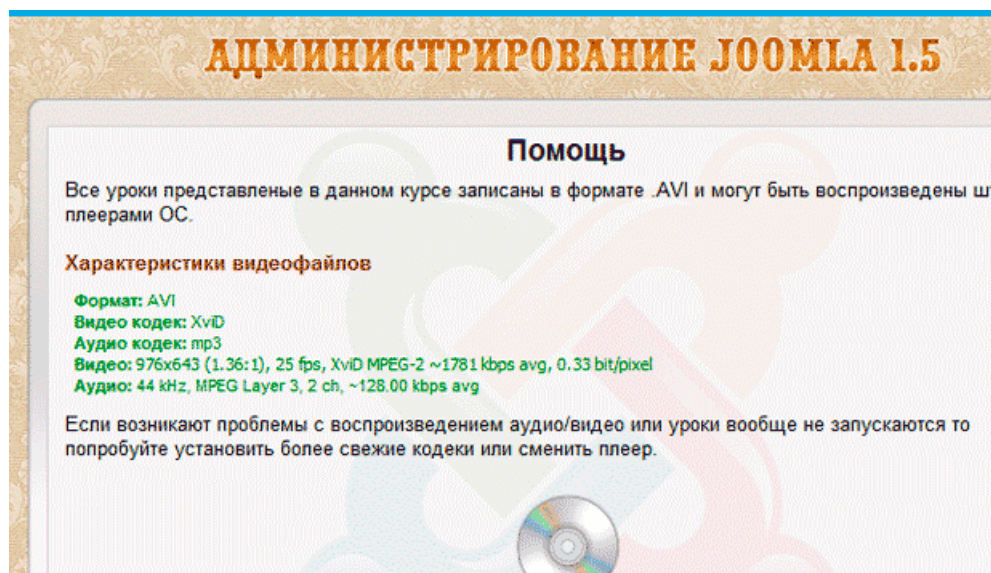 АДМИНИСТРИРОВАНИЕ JOOMLA 1.5
Помощь
Все уроки представленые в данном курсе записаны в формате .AVI и могут быть воспроизведены
плеерами ОС.
Характеристики видеофайлов
Формат: AVI
Видео кодек: XviD
Аудио кодек: mp3
Видео: 976x643 (1.36:1), 25 fps, XviD MPEG-2 ~1781 kbps avg, 0.33 bit/pixel
Аудио: 44 kHz, MPEG Layer 3, 2 ch, ~128.00 kbps avg
Если возникают проблемы с воспроизведением аудио/видео или уроки вообще не запускаются то
попробуйте установить более свежие кодеки или сменить плеер.